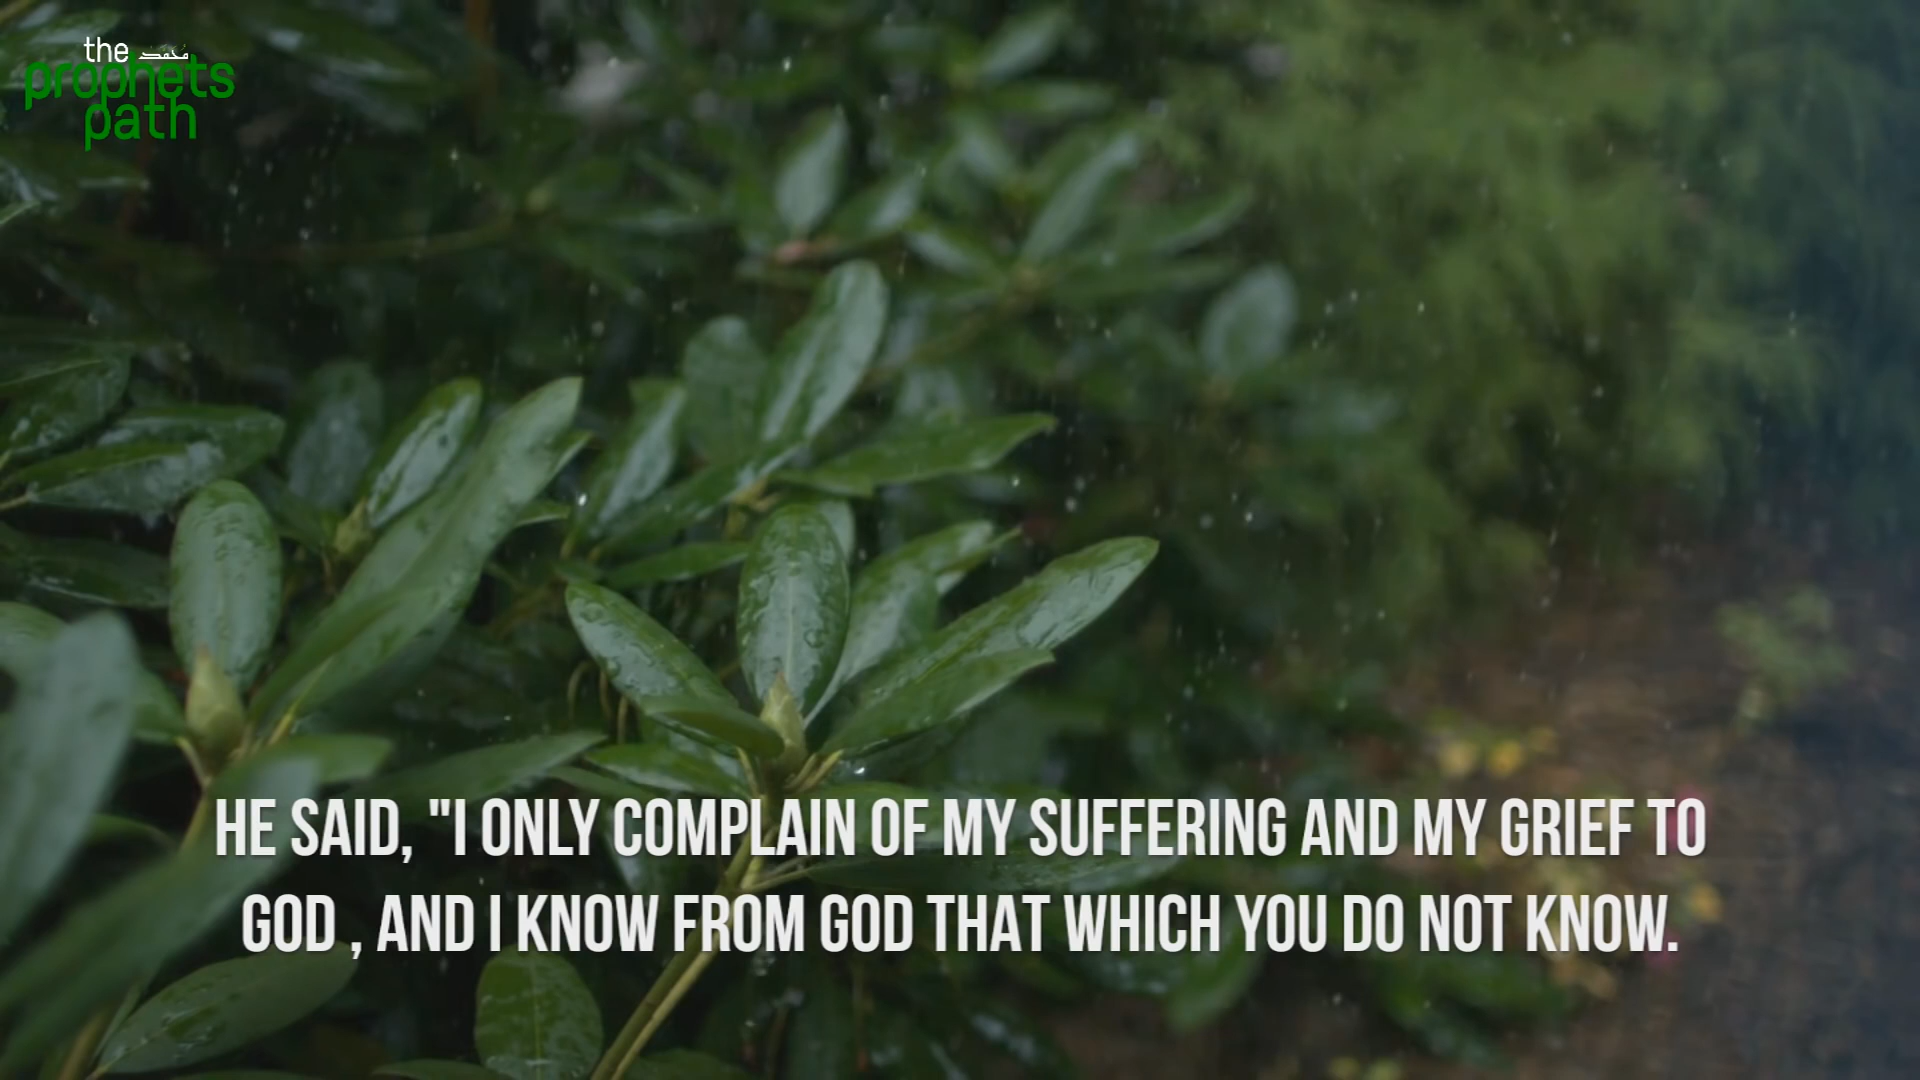 the محمد
prophets
path
HE SAID, "I ONLY COMPLAIN OF MY SUFFERING AND MY GRIEF TO
GOD , AND I KNOW FROM GOD THAT WHICH YOU DO NOT KNOW.